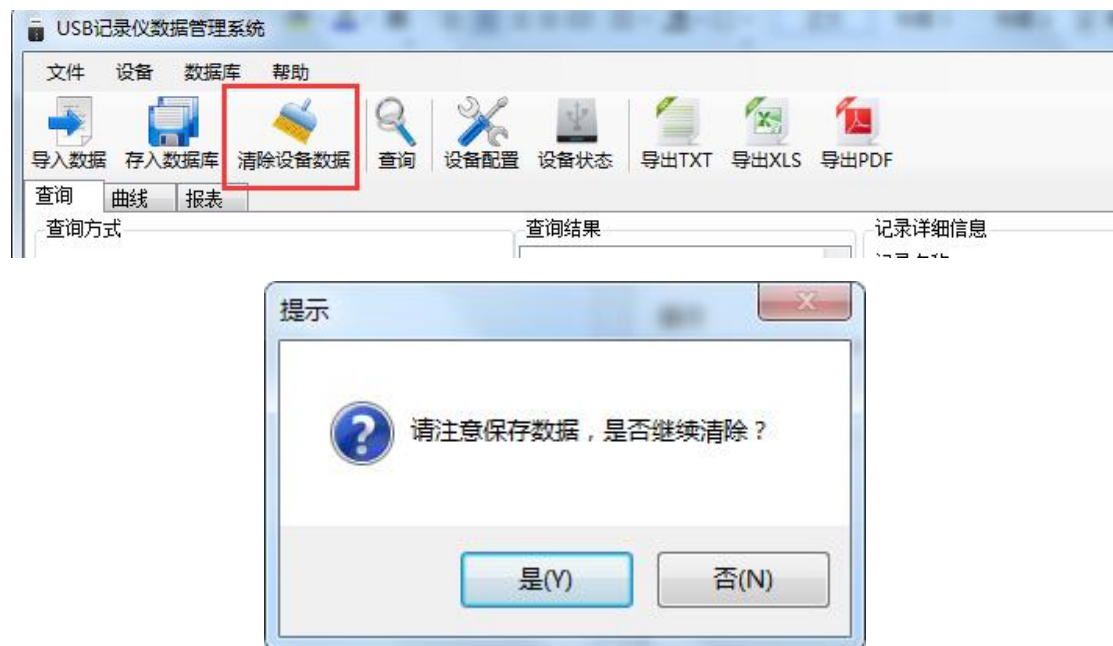 USB记录仪数据管理系统
文件 设备 数据库 帮助
导入数据 存入数据库 清除设备数据 查询 设备配置 设备状态 导出TXT 导出XLS 导出PDF
查询 曲线 报表
查询方式 查询结果 记录详细信息
提示
请注意保存数据，是否继续清除？
是(Y) 否(N)